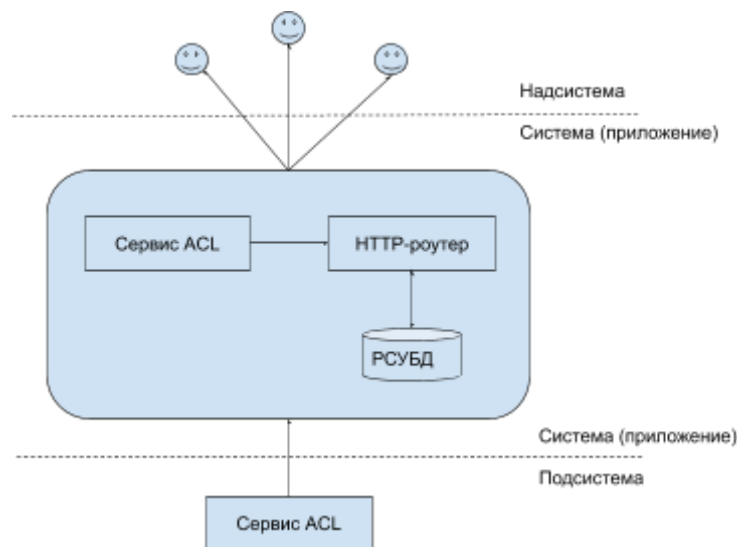 Надсистема
Система (приложение)
Сервис ACL
HTTP-роутер
РСУБД
Система (приложение)
Подсистема
Сервис ACL